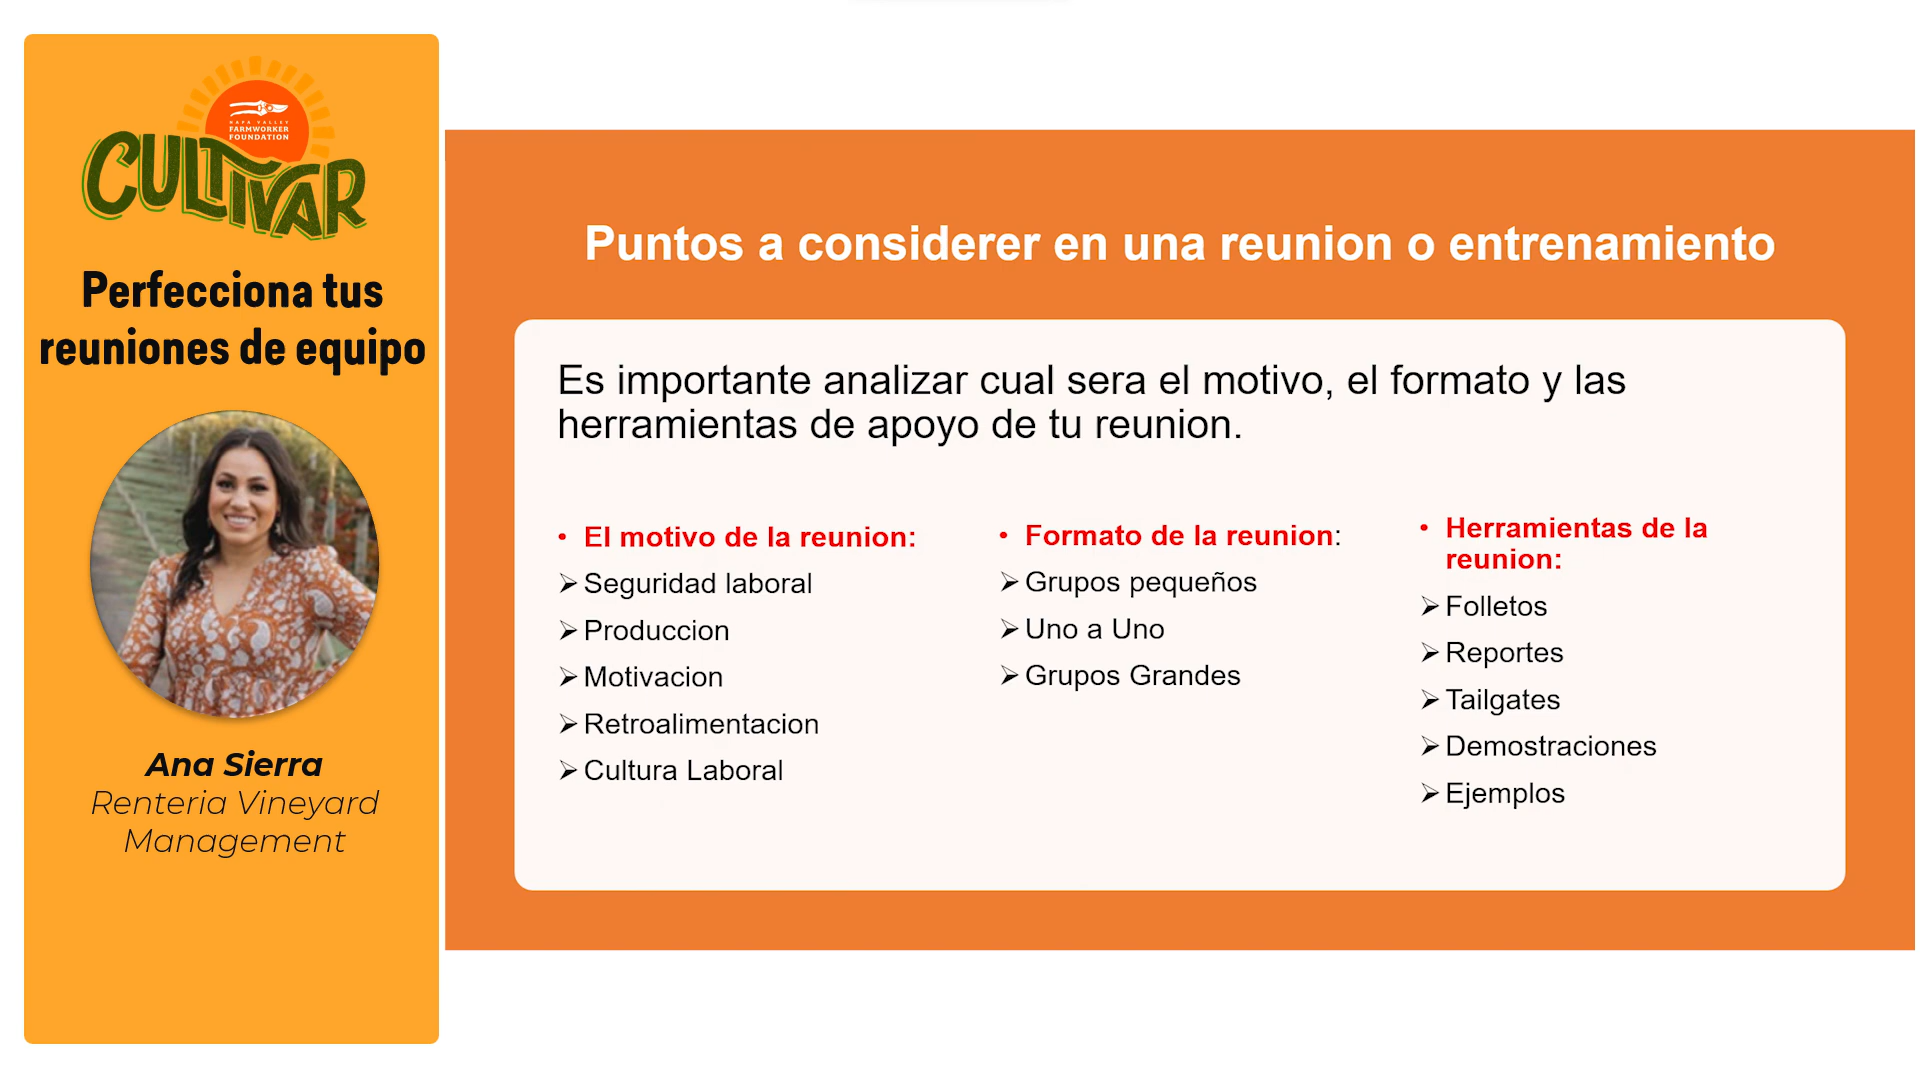 NAPA VALLEY
FARMWORKER
FOUNDATION
CULTIVAR
Perfecciona tus
reuniones de equipo
Ana Sierra
Renteria Vineyard
Management
Puntos a considerer en una reunion o entrenamiento
Es importante analizar cual sera el motivo, el formato y las
herramientas de apoyo de tu reunion.
• El motivo de la reunion:
➢ Seguridad laboral
➢ Produccion
➢ Motivacion
➢ Retroalimentacion
➢ Cultura Laboral
• Formato de la reunion:
➢ Grupos pequeños
➢ Uno a Uno
➢ Grupos Grandes
• Herramientas de la
reunion:
➢ Folletos
➢ Reportes
➢ Tailgates
➢ Demostraciones
➢ Ejemplos